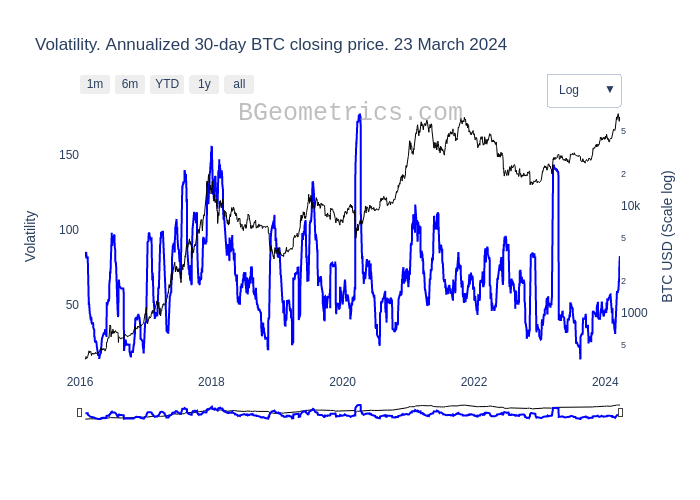 Volatility. Annualized 30-day BTC closing price. 23 March 2024
1m 6m YTD 1y all
Log ▼
BGeometrics.com
150
100
50
Volatility
5
2
10k
5
2
1000
5
BTC USD (Scale log)
2016 2018 2020 2022 2024